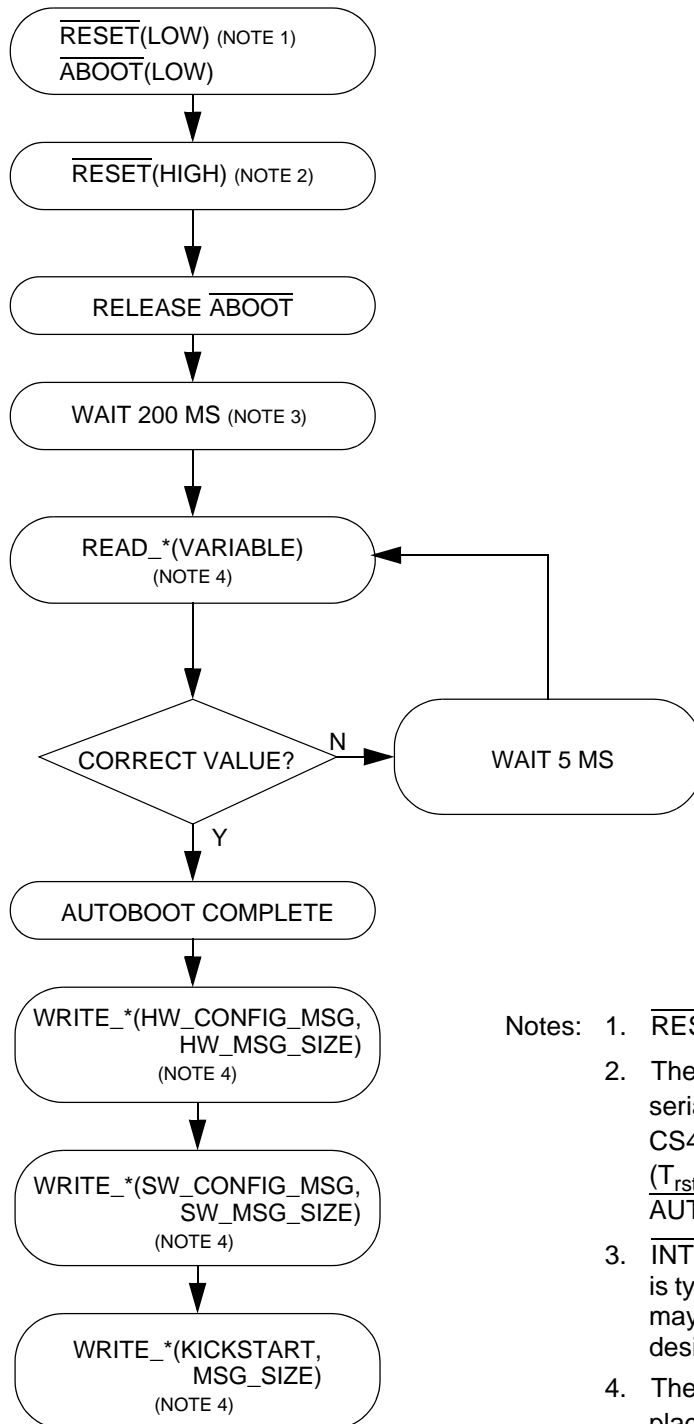 RESET(LOW) (NOTE 1)
ABOOT(LOW)
RESET(HIGH) (NOTE 2)
RELEASE ABOOT
WAIT 200 MS (NOTE 3)
READ_*(VARIABLE)
(NOTE 4)
CORRECT VALUE?
N
WAIT 5 MS
Y
AUTOBOOT COMPLETE
WRITE_*(HW_CONFIG_MSG,
HW_MSG_SIZE)
(NOTE 4)
WRITE_*(SW_CONFIG_MSG,
SW_MSG_SIZE)
(NOTE 4)
WRITE_*(KICKSTART,
MSG_SIZE)
(NOTE 4)
Notes: 1. RES
2. The
seria
CS4
(Trst
AUT
3. INT
is ty
may
desi
4. The
plac